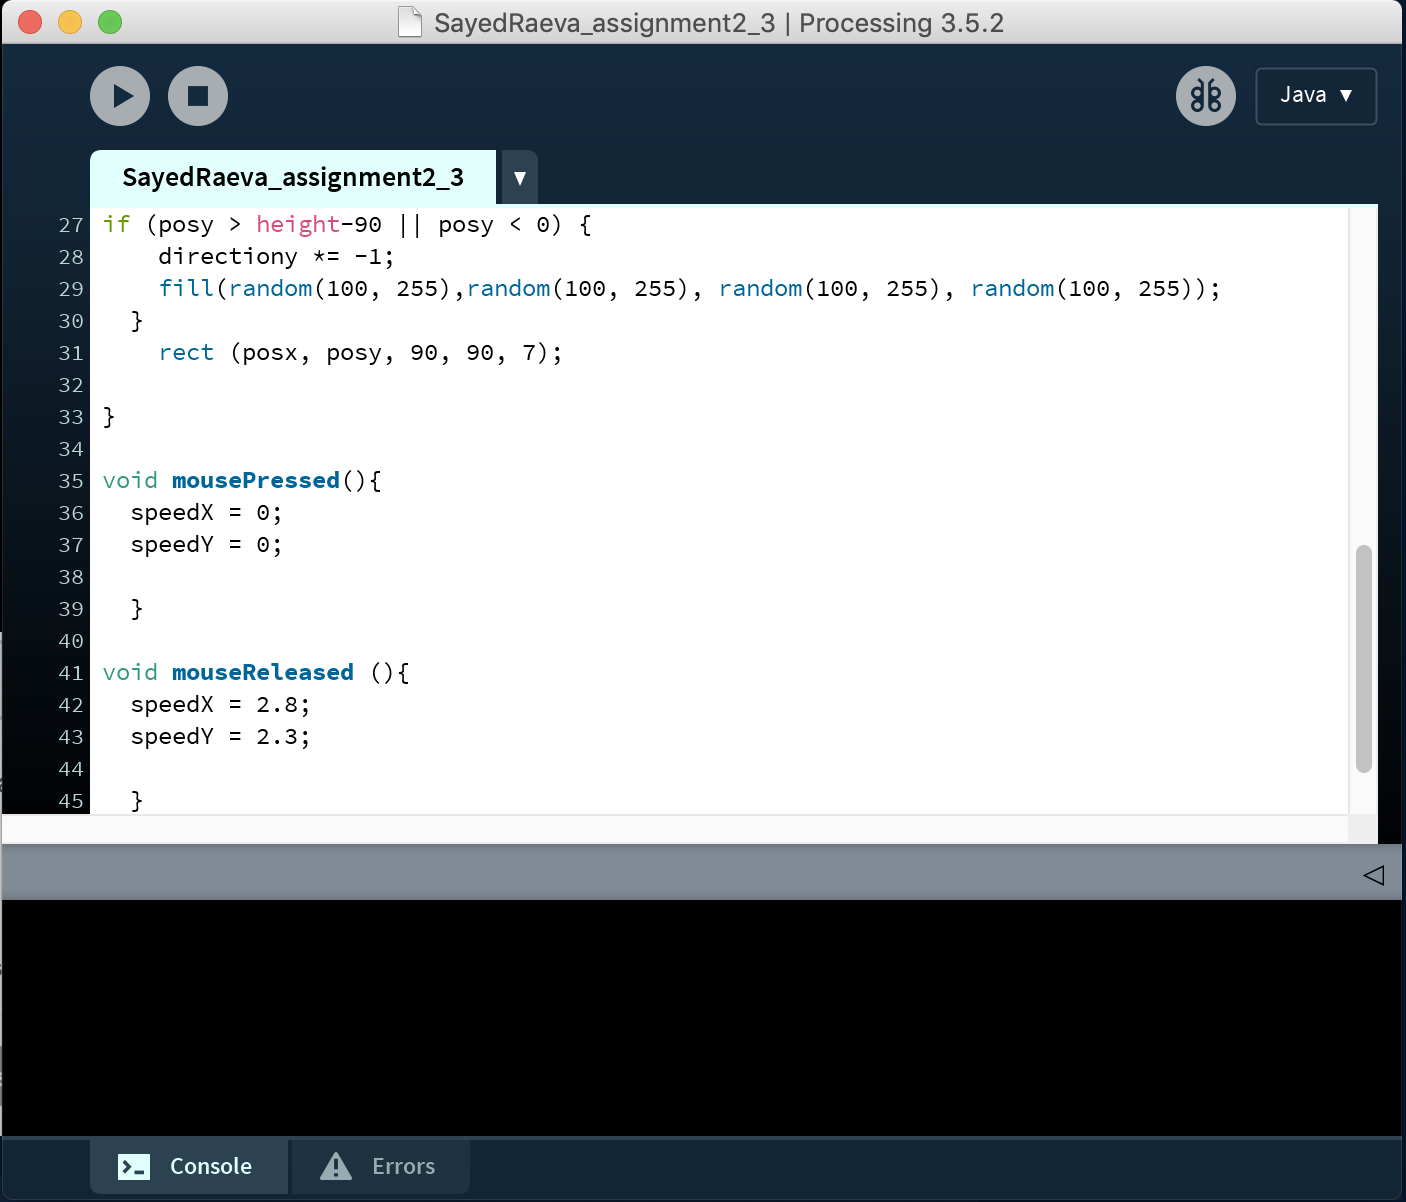 SayedRaeva_assignment2_3 | Processing 3.5.2
Java ▼
SayedRaeva_assignment2_3 ▼
27 if (posy > height-90 || posy < 0) {
28     directiony *= -1;
29     fill(random(100, 255),random(100, 255), random(100, 255), random(100, 255));
30   }
31     rect (posx, posy, 90, 90, 7);
32
33 }
34
35 void mousePressed(){
36   speedX = 0;
37   speedY = 0;
38
39   }
40
41 void mouseReleased (){
42   speedX = 2.8;
43   speedY = 2.3;
44
45   }
Console Errors